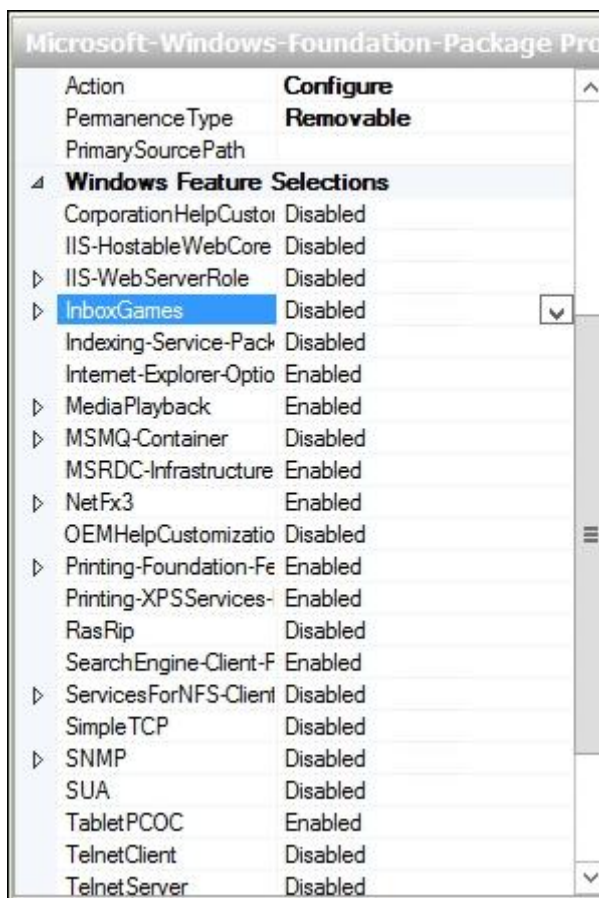 Microsoft-Windows-Foundation-Package Pro
Action Configure
PermanenceType Removable
PrimarySourcePath
Windows Feature Selections
CorporationHelpCustor Disabled
IIS-HostableWebCore Disabled
IIS-WebServerRole Disabled
InboxGames Disabled
Indexing-Service-Pack Disabled
Internet-Explorer-Optio Enabled
MediaPlayback Enabled
MSMQ-Container Disabled
MSRDC-Infrastructure Enabled
NetFx3 Enabled
OEMHelpCustomizatio Disabled
Printing-Foundation-Fe Enabled
Printing-XPSServices- Enabled
RasRip Disabled
SearchEngine-Client-F Enabled
ServicesForNFS-Client Disabled
SimpleTCP Disabled
SNMP Disabled
SUA Disabled
TabletPCOC Enabled
TelnetClient Disabled
TelnetServer Disabled